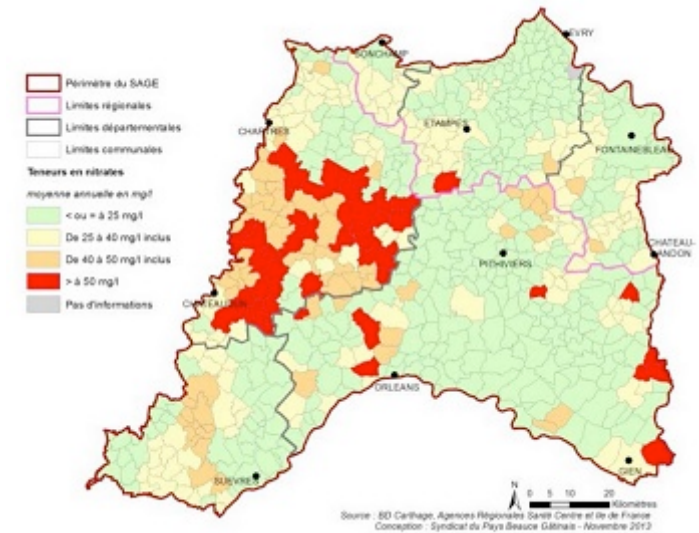 Périmètre du SAGE
Limites régionales
Limites départementales
Limites communales
Teneurs en nitrates
moyenne annuelle en mg/l
< ou = à 25 mg/l
De 25 à 40 mg/l inclus
De 40 à 50 mg/l inclus
> à 50 mg/l
Pas d'informations
EVRY
SONCHAMP
CHARTRES
ETAMPES
FONTAINEBLEA
CHATEAU-
LANDON
PITHIVIERS
CHATEAUDUN
ORLEANS
SUEVRES
GIEN
N
0 5 10 20
Kilomètres
Source : BD Carthage, Agences Régionales Santé Centre et Ile de France
Conception : Syndicat du Pays Beauce Gâtinais - Novembre 2013